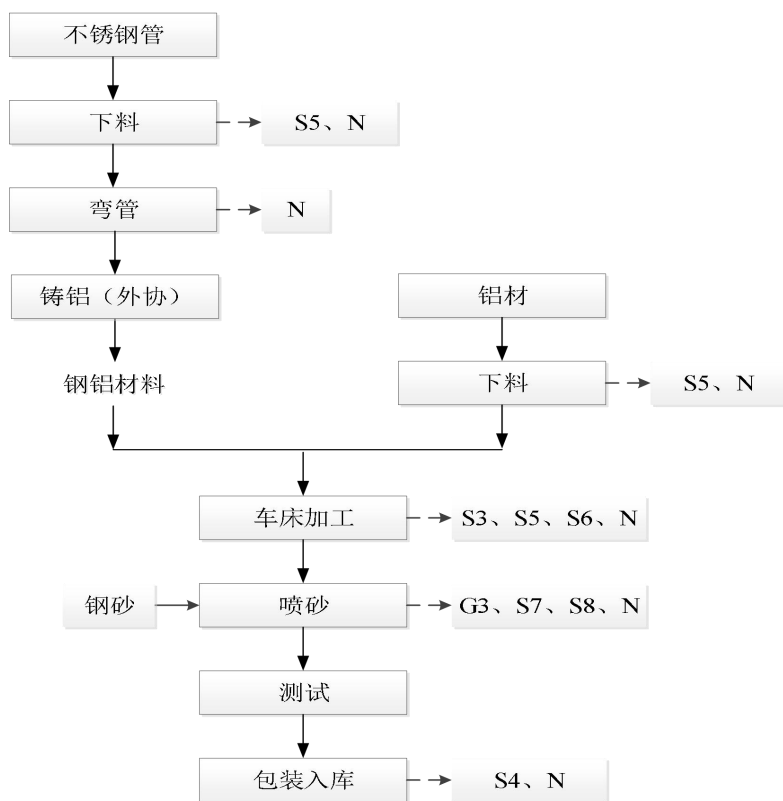 不锈钢管
下料
S5、N
弯管
N
铸铝（外协）
铝材
钢铝材料
下料
S5、N
车床加工
S3、S5、S6、N
钢砂
喷砂
G3、S7、S8、N
测试
包装入库
S4、N